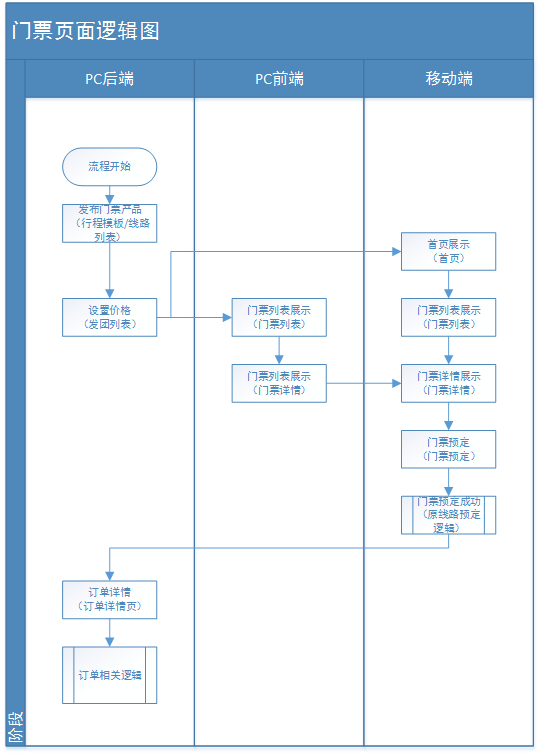 门票页面逻辑图
PC后端
PC前端
移动端
流程开始
发布门票产品
（行程模板/线路
列表）
首页展示
（首页）
设置价格
（发团列表）
门票列表展示
（门票列表）
门票列表展示
（门票列表）
门票列表展示
（门票详情）
门票详情展示
（门票详情）
门票预定
（门票预定）
门票预定成功
（原线路预定
逻辑）
订单详情
（订单详情页）
订单相关逻辑
阶段